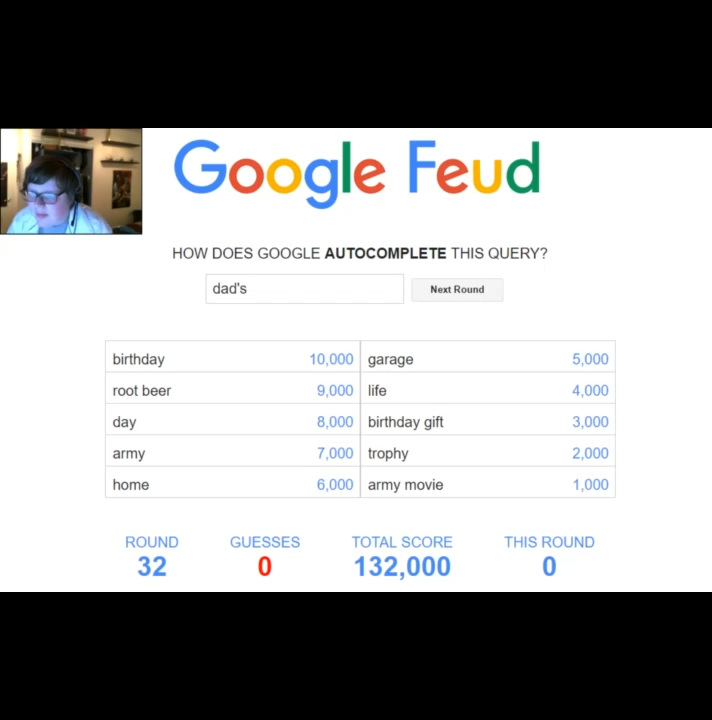 Google Feud
HOW DOES GOOGLE AUTOCOMPLETE THIS QUERY?
dad's Next Round
birthday 10,000 garage 5,000
root beer 9,000 life 4,000
day 8,000 birthday gift 3,000
army 7,000 trophy 2,000
home 6,000 army movie 1,000
ROUND GUESSES TOTAL SCORE THIS ROUND
32 0 132,000 0